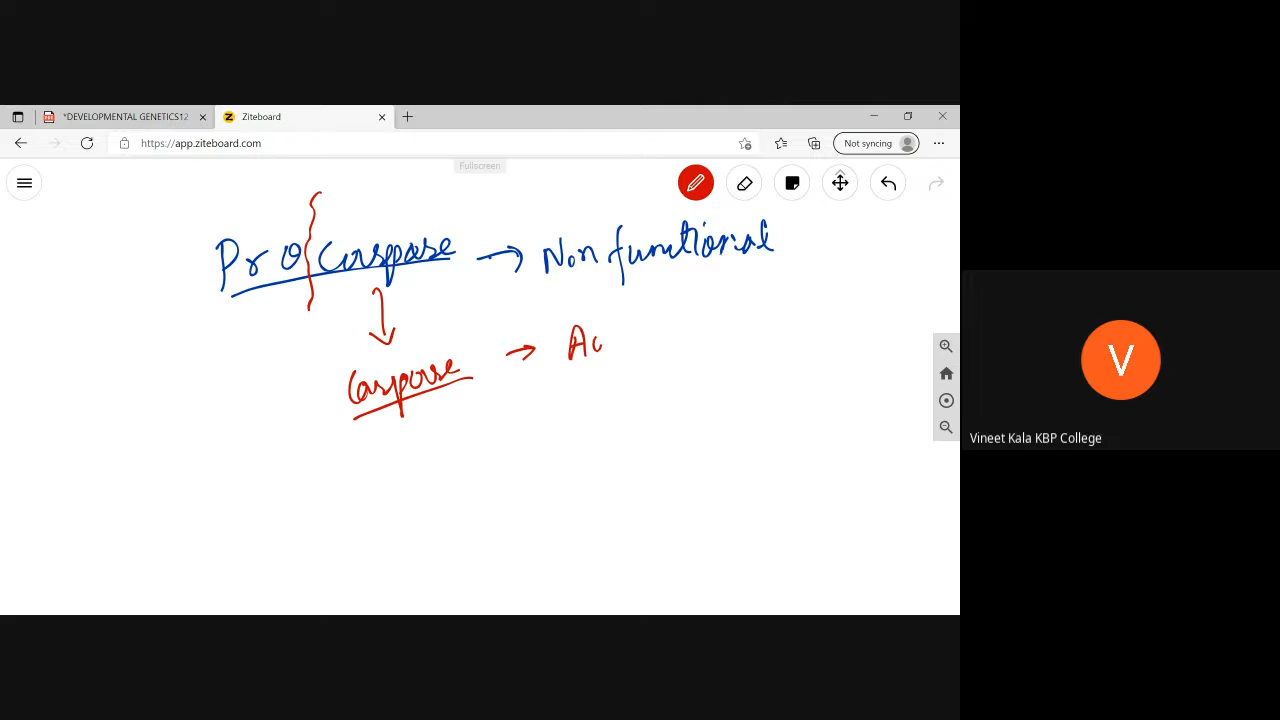 *DEVELOPMENTAL GENETICS12
Ziteboard
https://app.ziteboard.com
Not syncing
Fullscreen
Pro Caspase → Non functional
Caspase → Ac
V
Vineet Kala KBP College